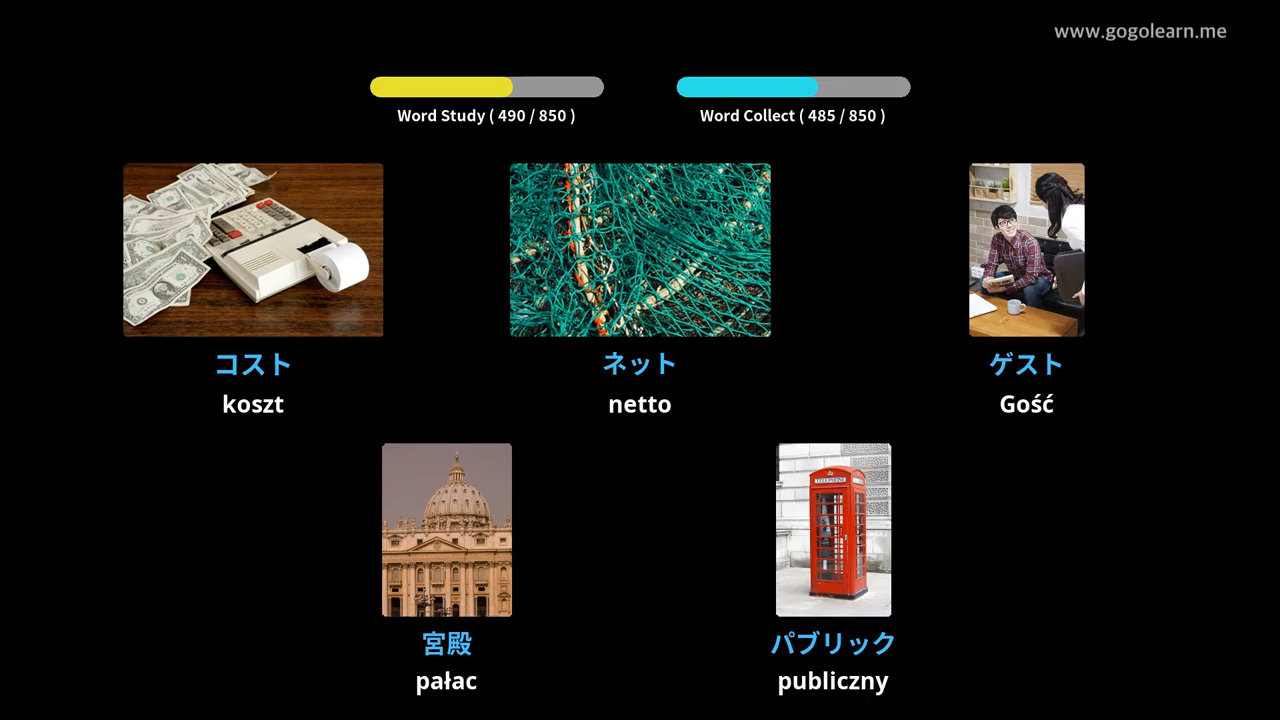 www.gogolearn.me
Word Study ( 490 / 850 )
Word Collect ( 485 / 850 )
コスト
koszt
ネット
netto
ゲスト
Gość
TELEPHONE
宮殿
pałac
パブリック
publiczny